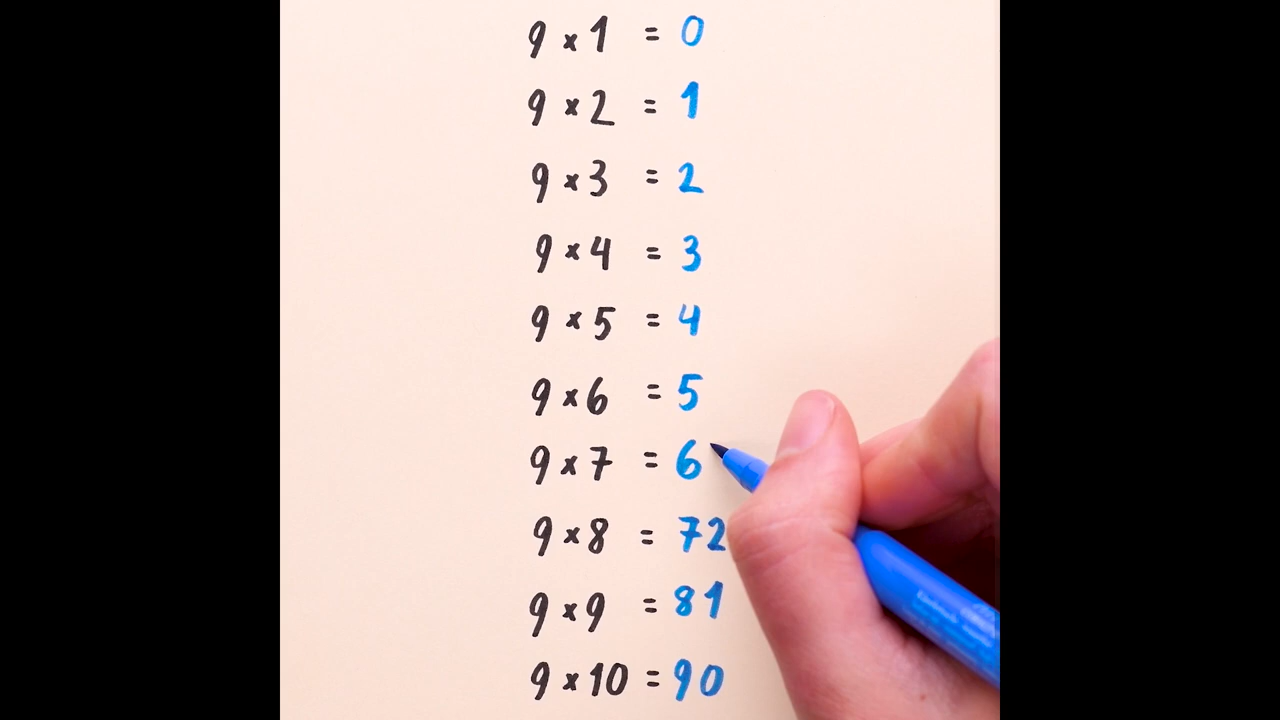 9 × 1 = 0
9 × 2 = 1
9 × 3 = 2
9 × 4 = 3
9 × 5 = 4
9 × 6 = 5
9 × 7 = 6
9 × 8 = 72
9 × 9 = 81
9 × 10 = 90